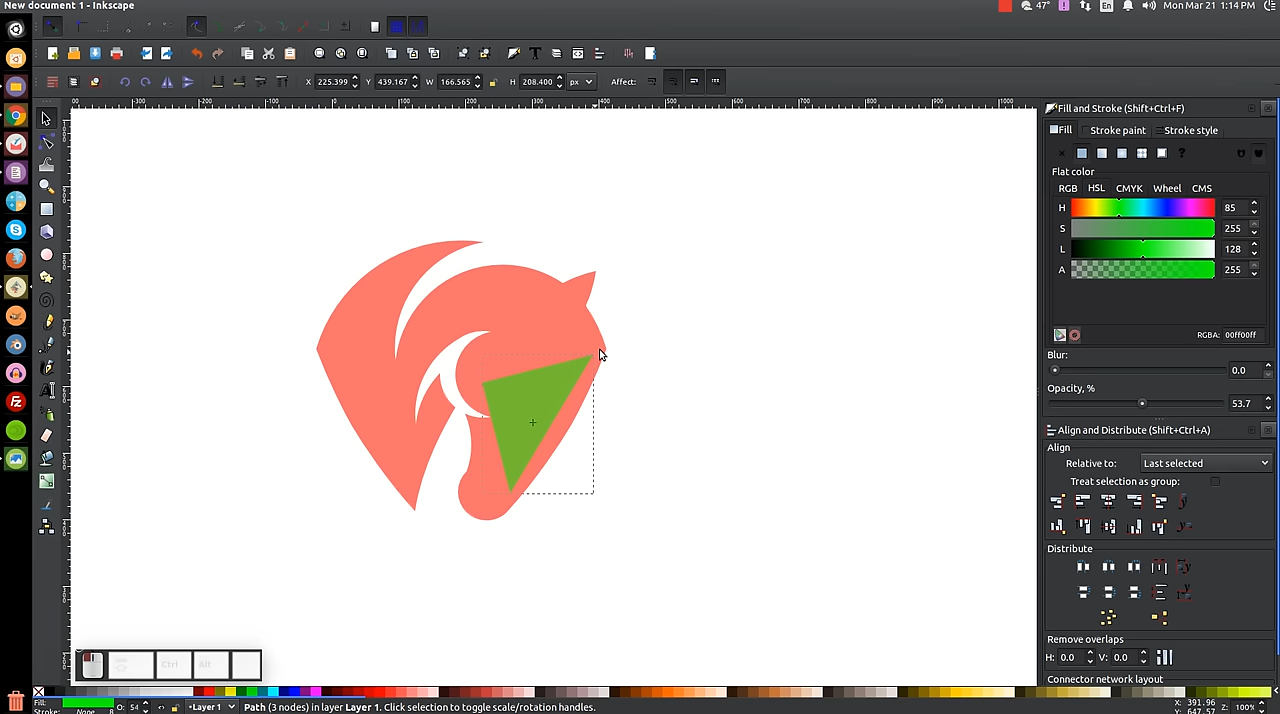 New document 1 - Inkscape
47° En Mon Mar 21 1:14 PM
X 225.399 Y 439.167 W 166.565 H 208.400 px Affect:
Fill and Stroke (Shift+Ctrl+F)
Fill Stroke paint Stroke style
?
Flat color
RGB HSL CMYK Wheel CMS
H 85
S 255
L 128
A 255
RGBA: 00ff00ff
Blur:
0.0
Opacity, %
53.7
Align and Distribute (Shift+Ctrl+A)
Align
Relative to: Last selected
Treat selection as group:
Distribute
Remove overlaps
H: 0.0 V: 0.0
Connector network layout
Ctrl Alt
Fill:
Stroke: None O: 54 Layer 1 Path (3 nodes) in layer Layer 1. Click selection to toggle scale/rotation handles. X: 391.96 Y: 647.57 Z: 100%